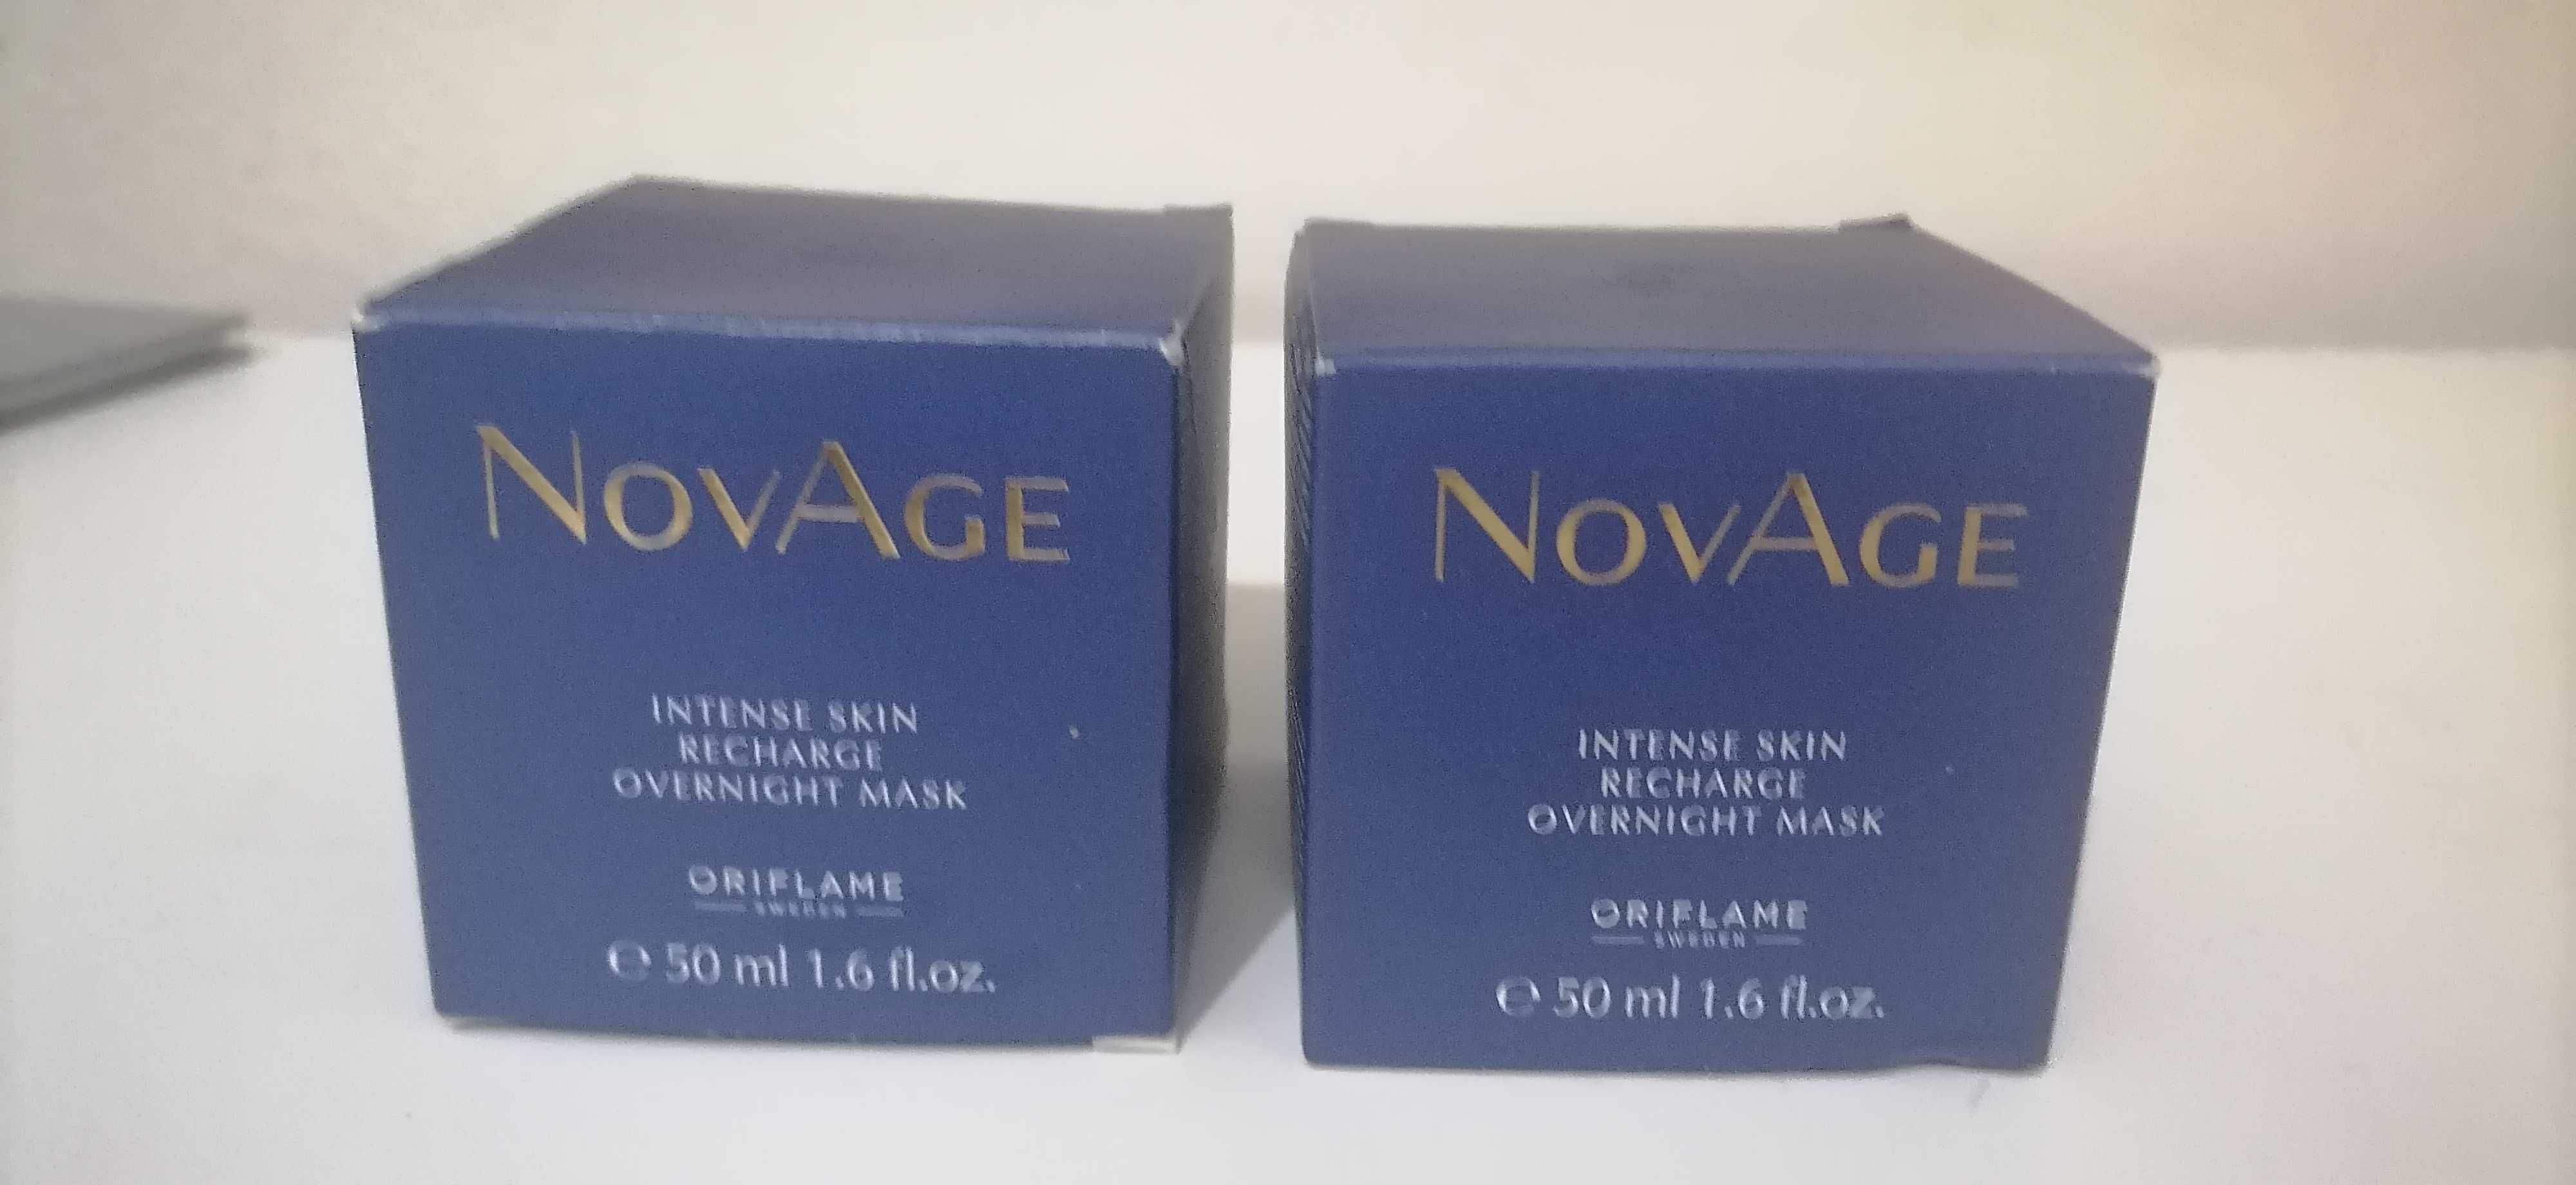 NOVAGE
INTENSE SKIN
RECHARGE
OVERNIGHT MASK
ORIFLAME
SWEDEN
℮ 50 ml 1.6 fl.oz.
NOVAGE
INTENSE SKIN
RECHARGE
OVERNIGHT MASK
ORIFLAME
SWEDEN
℮ 50 ml 1.6 fl.oz.